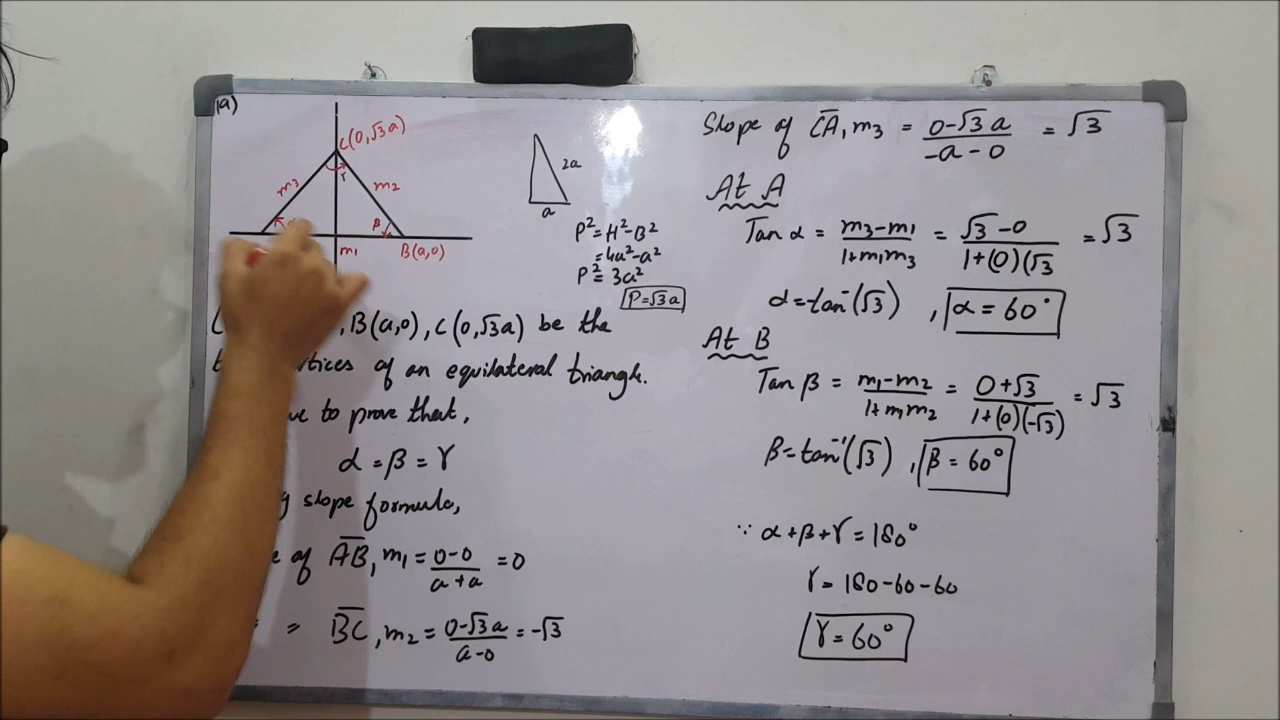 1a)
C(0,√3a)
m3
γ
m2
β
m1
B(a,0)
2a
a
P²=H²-B²
=4a²-a²
P²= 3a²
P=√3a
, B(a,0), C(0,√3a) be the
of an equilateral triangle.
to prove that,
α = β = γ
slope formula,
of AB, m1 = 0-0/a+a = 0
" BC, m2 = 0-√3a/a-0 = -√3
Slope of CA, m3 = 0-√3a/-a-0 = √3
At A
Tan α = m3-m1/1+m1m3 = √3-0/1+(0)(√3 = √3
α=tan⁻¹(√3) , α = 60°
At B
Tan β = m1-m2/1+m1m2 = 0+√3/1+(0)(-√3) = √3
β=tan⁻¹(√3) , β = 60°
∵ α+β+γ=180°
γ= 180-60-60
γ=60°